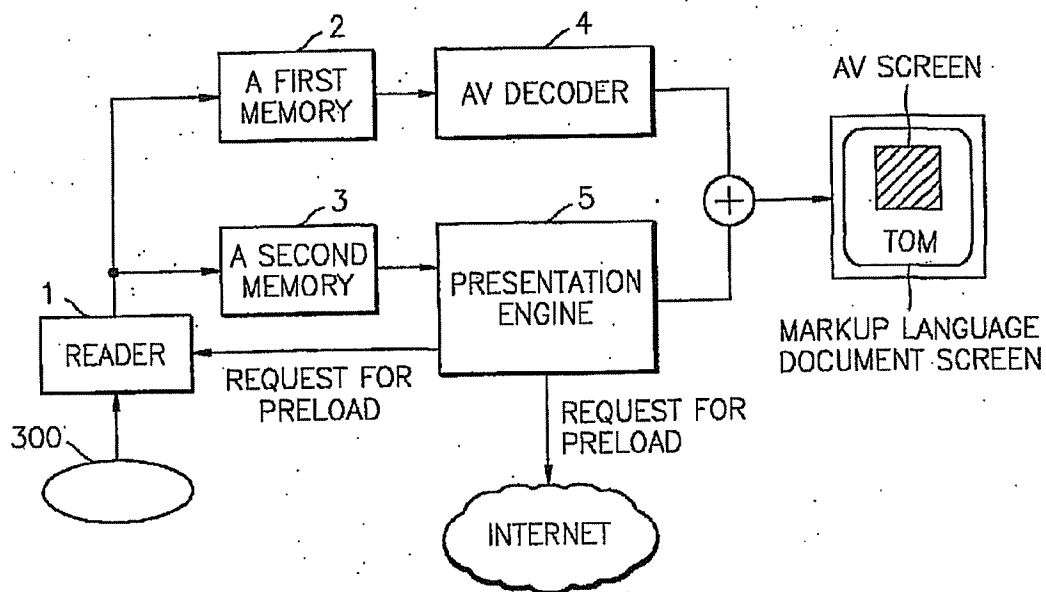 2
A FIRST
MEMORY
4
AV DECODER
AV SCREEN
3
A SECOND
MEMORY
5
PRESENTATION
ENGINE
TOM
MARKUP LANGUAGE
DOCUMENT SCREEN
1
READER
REQUEST FOR
PRELOAD
REQUEST FOR
PRELOAD
300
INTERNET